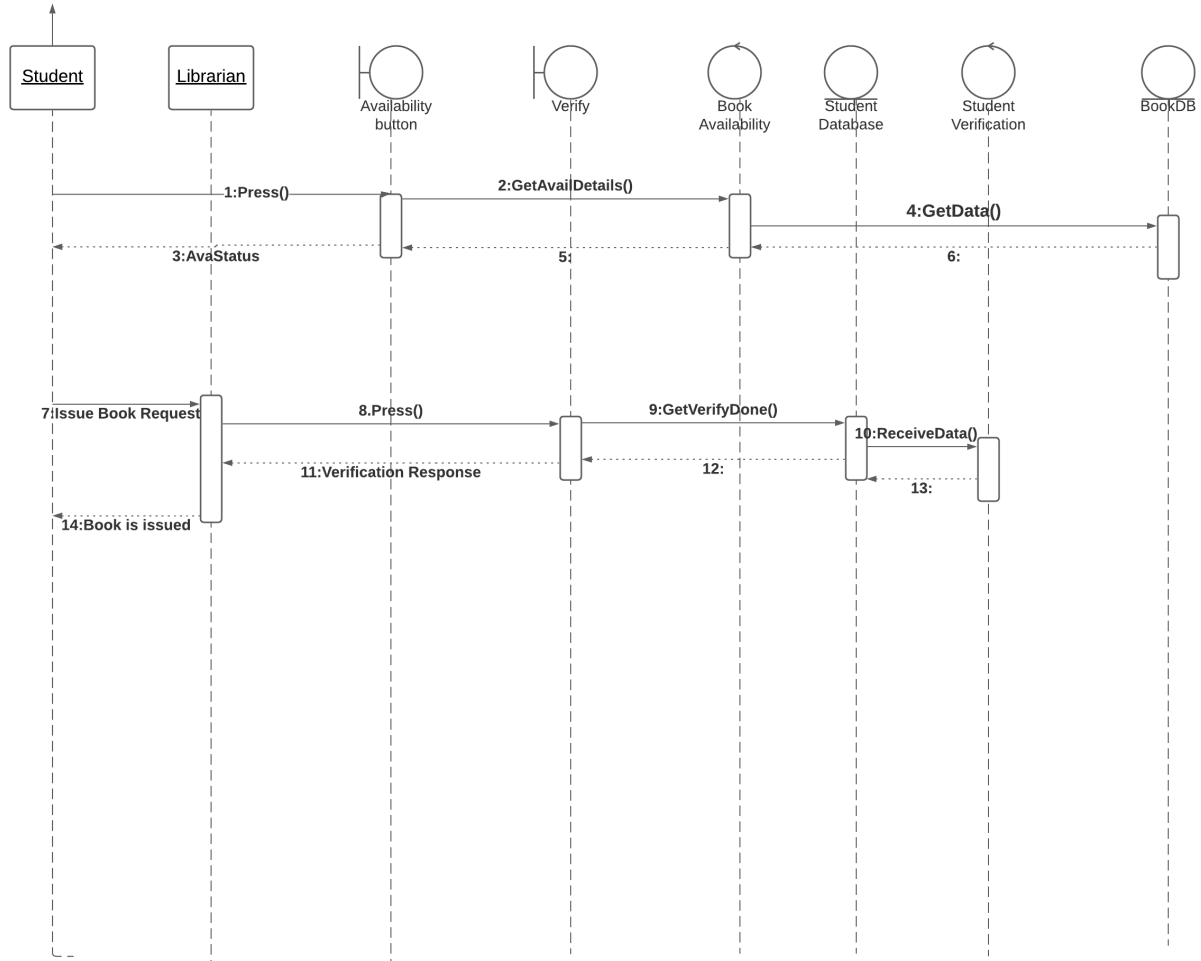 Student
Librarian
Availability
button
Verify
Book
Availability
Student
Database
Student
Verification
BookDB
1:Press()
2:GetAvailDetails()
4:GetData()
3:AvaStatus
5:
6:
7:Issue Book Request
8.Press()
9:GetVerifyDone()
10:ReceiveData()
11:Verification Response
12:
13:
14:Book is issued